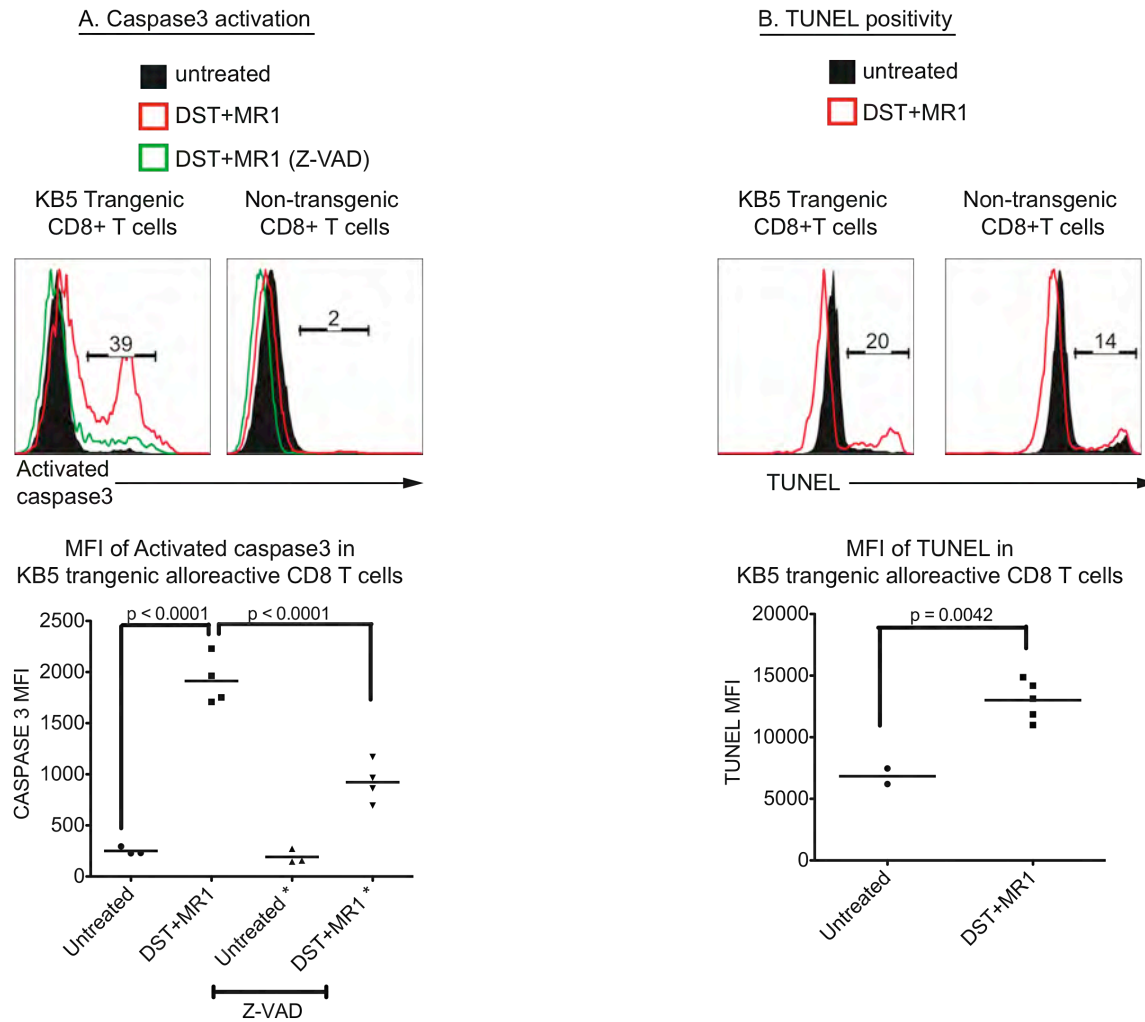 A. Caspase3 activation
untreated
DST+MR1
DST+MR1 (Z-VAD)
KB5 Trangenic
CD8+ T cells
Non-transgenic
CD8+ T cells
39
2
Activated
caspase3
MFI of Activated caspase3 in
KB5 trangenic alloreactive CD8 T cells
p < 0.0001
p < 0.0001
CASPASE 3 MFI
2500
2000
1500
1000
500
0
Untreated
DST+MR1
Untreated *
DST+MR1 *
Z-VAD
B. TUNEL positivity
untreated
DST+MR1
KB5 Trangenic
CD8+T cells
Non-transgenic
CD8+T cells
20
14
TUNEL
MFI of TUNEL in
KB5 trangenic alloreactive CD8 T cells
p = 0.0042
TUNEL MFI
20000
15000
10000
5000
0
Untreated
DST+MR1